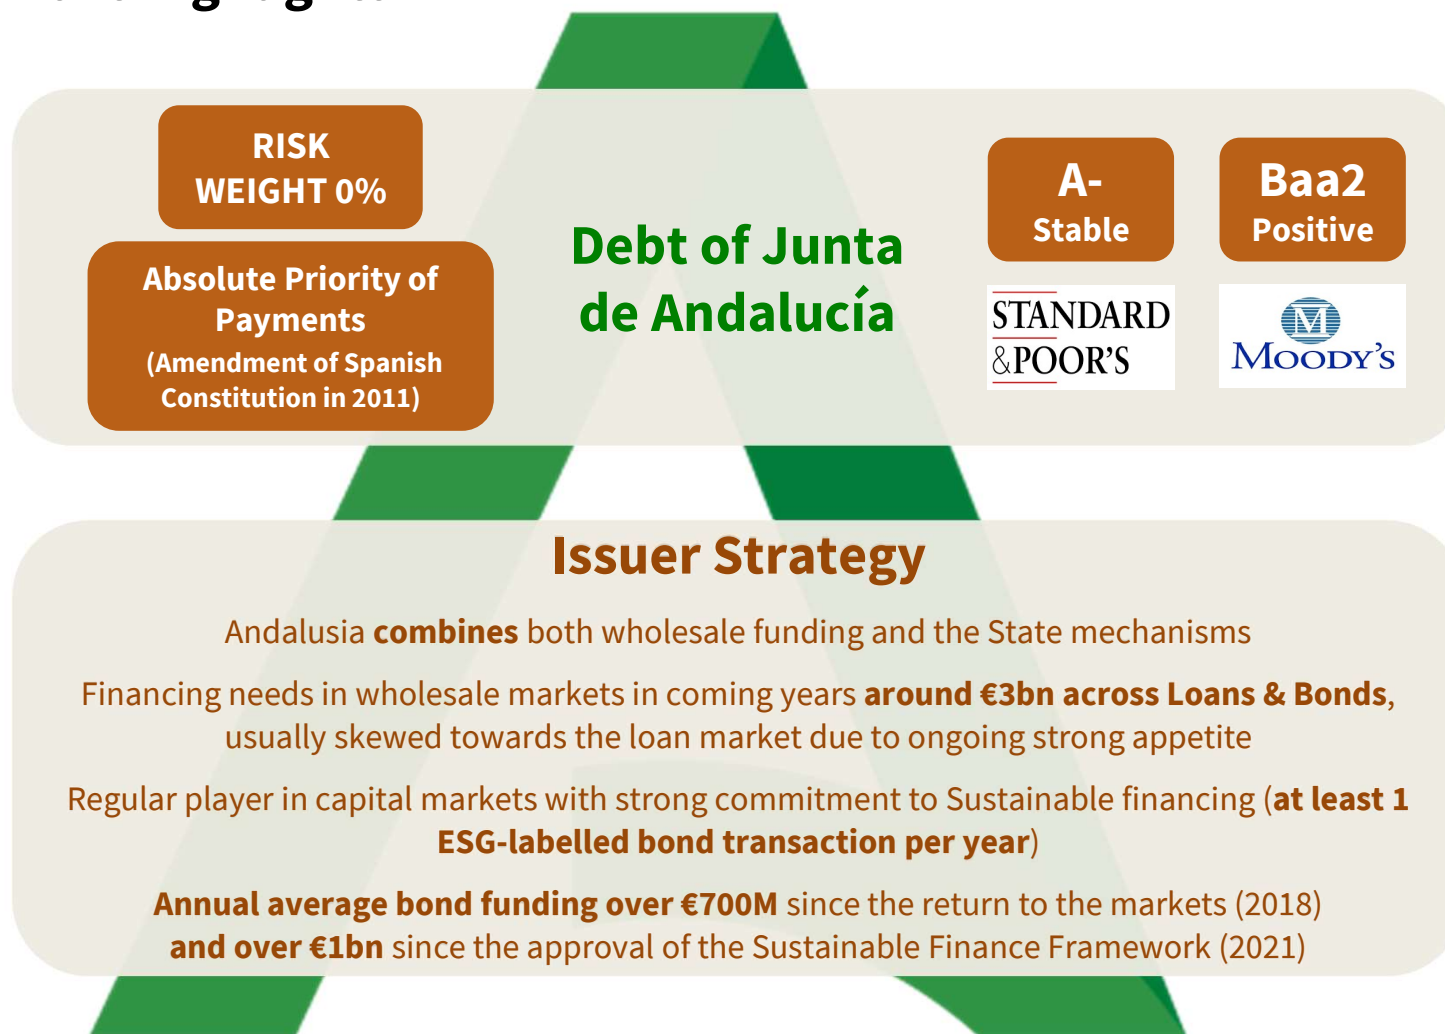 RISK
WEIGHT 0%
Absolute Priority of
Payments
(Amendment of Spanish
Constitution in 2011)
Debt of Junta
de Andalucía
A-
Stable
STANDARD
&POOR'S
Baa2
Positive
M
MOODY'S
Issuer Strategy
Andalusia combines both wholesale funding and the State mechanisms
Financing needs in wholesale markets in coming years around €3bn across Loans & Bonds,
usually skewed towards the loan market due to ongoing strong appetite
Regular player in capital markets with strong commitment to Sustainable financing (at least 1
ESG-labelled bond transaction per year)
Annual average bond funding over €700M since the return to the markets (2018)
and over €1bn since the approval of the Sustainable Finance Framework (2021)